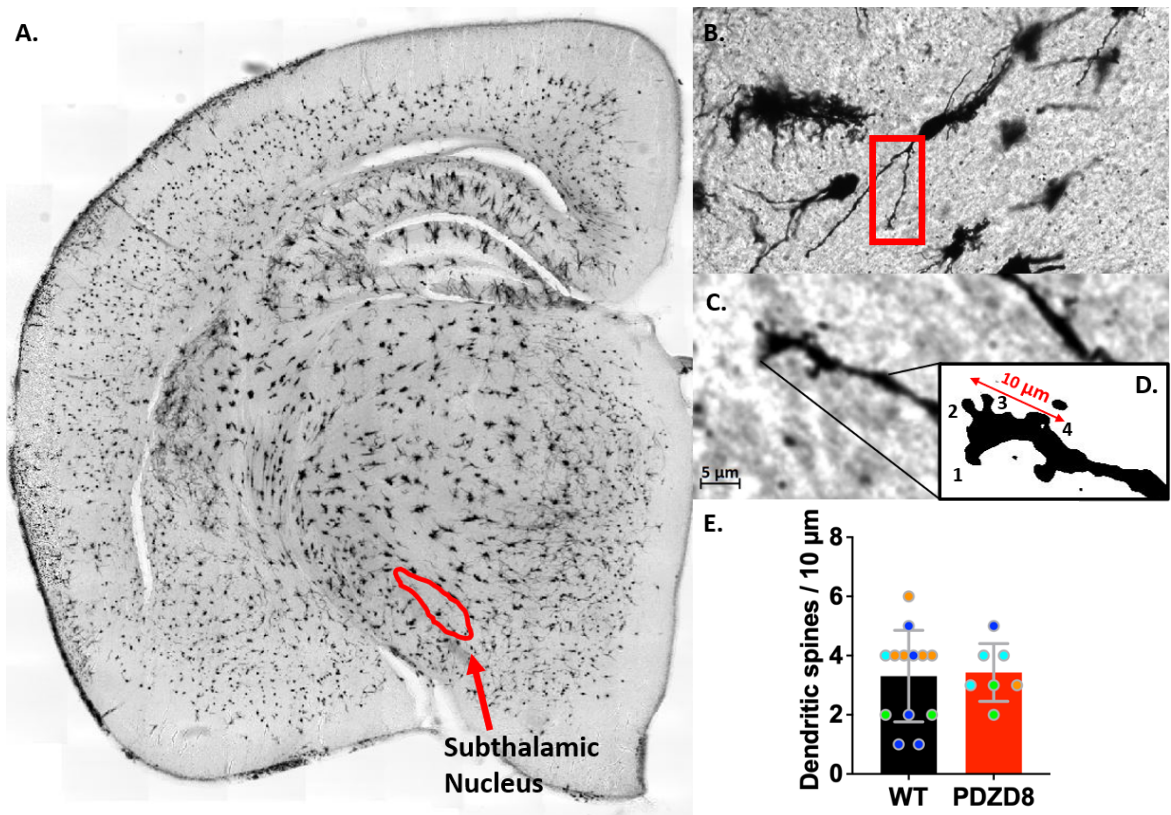 A.
Subthalamic
Nucleus
B.
C.
5 µm
D.
10 µm
2
3
4
1
E.
Dendritic spines / 10 µm
8
6
4
2
0
WT
PDZD8